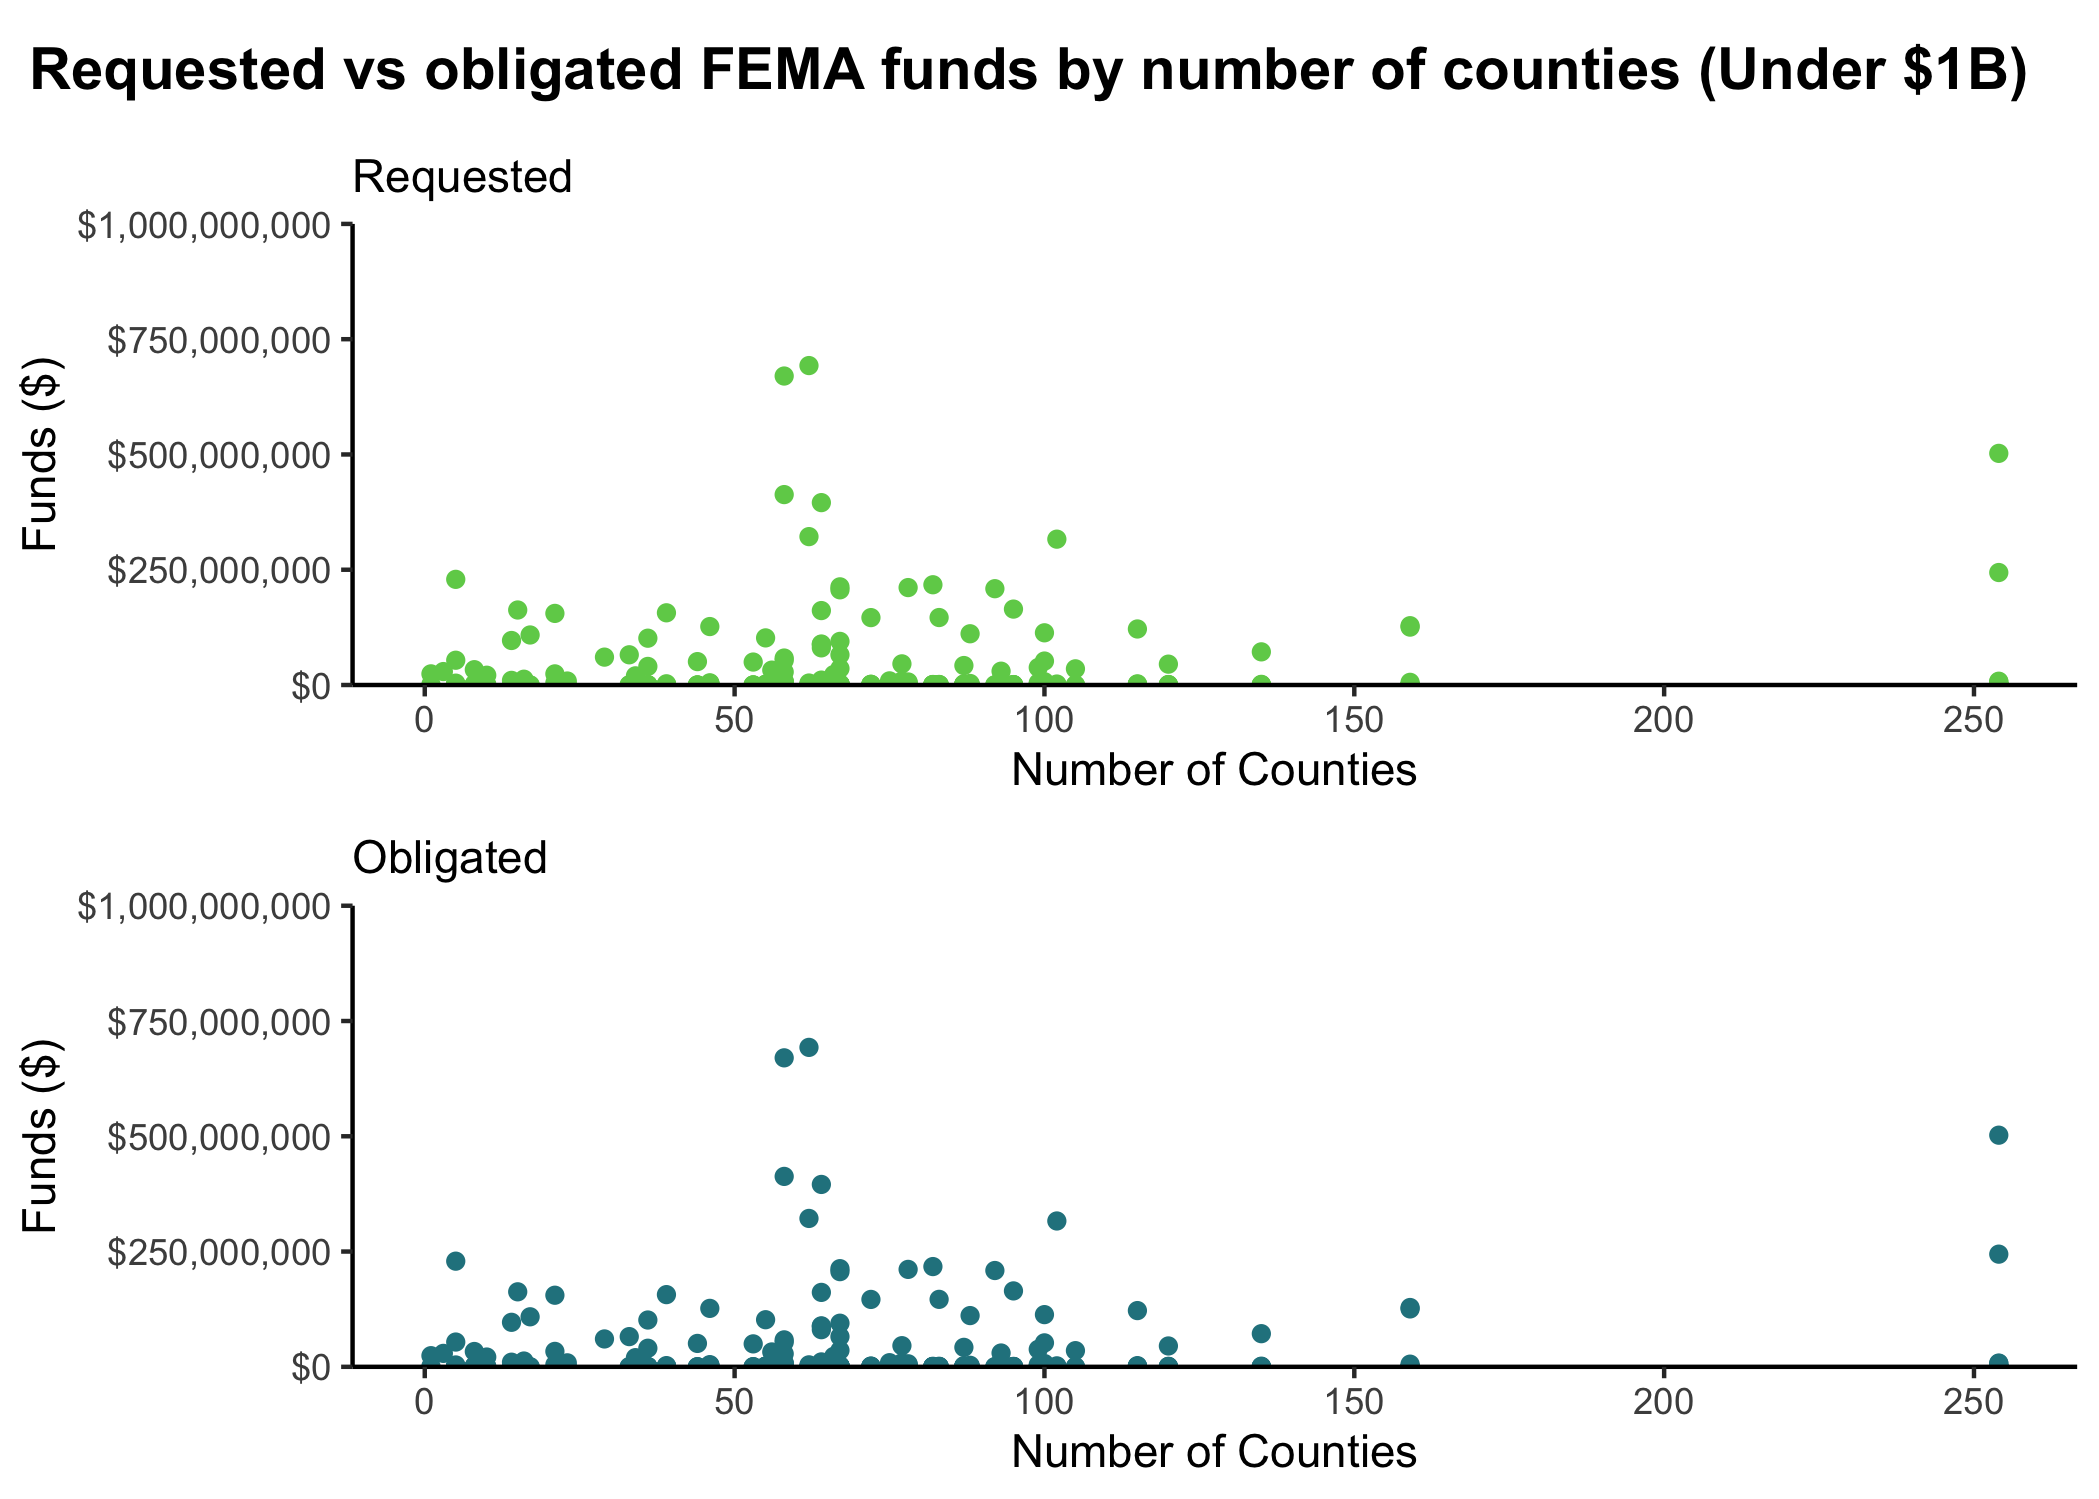 Requested vs obligated FEMA funds by number of counties (Under $1B)
Requested
$1,000,000,000
$750,000,000
$500,000,000
$250,000,000
$0
Funds ($)
0 50 100 150 200 250
Number of Counties
Obligated
$1,000,000,000
$750,000,000
$500,000,000
$250,000,000
$0
Funds ($)
0 50 100 150 200 250
Number of Counties